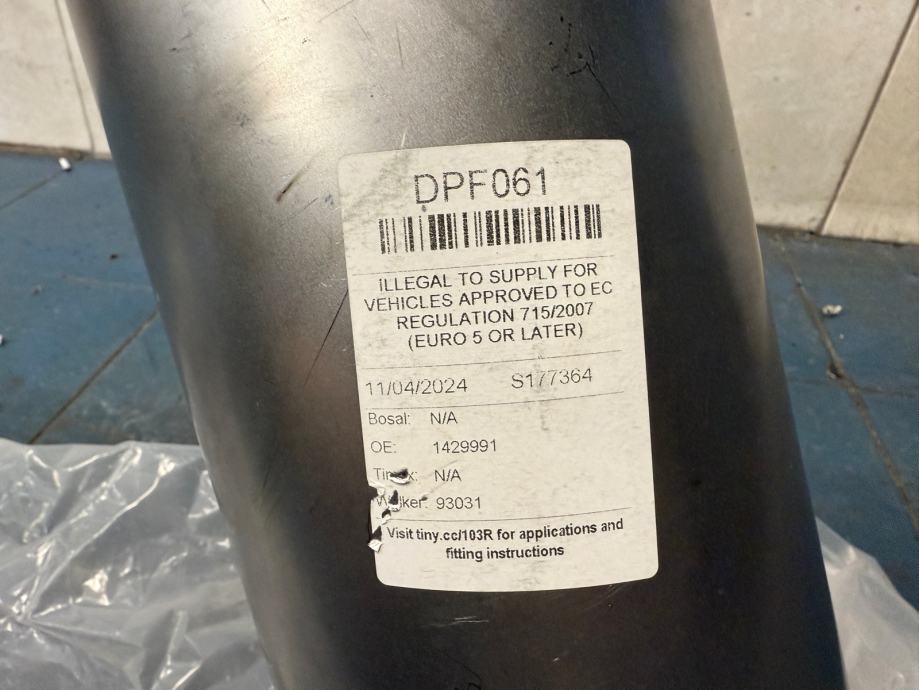 DPF061
ILLEGAL TO SUPPLY FOR
VEHICLES APPROVED TO EC
REGULATION 715/2007
(EURO 5 OR LATER)
11/04/2024 S177364
Bosal: N/A
OE: 1429991
N/A
93031
Visit tiny.cc/103R for applications and
fitting instructions